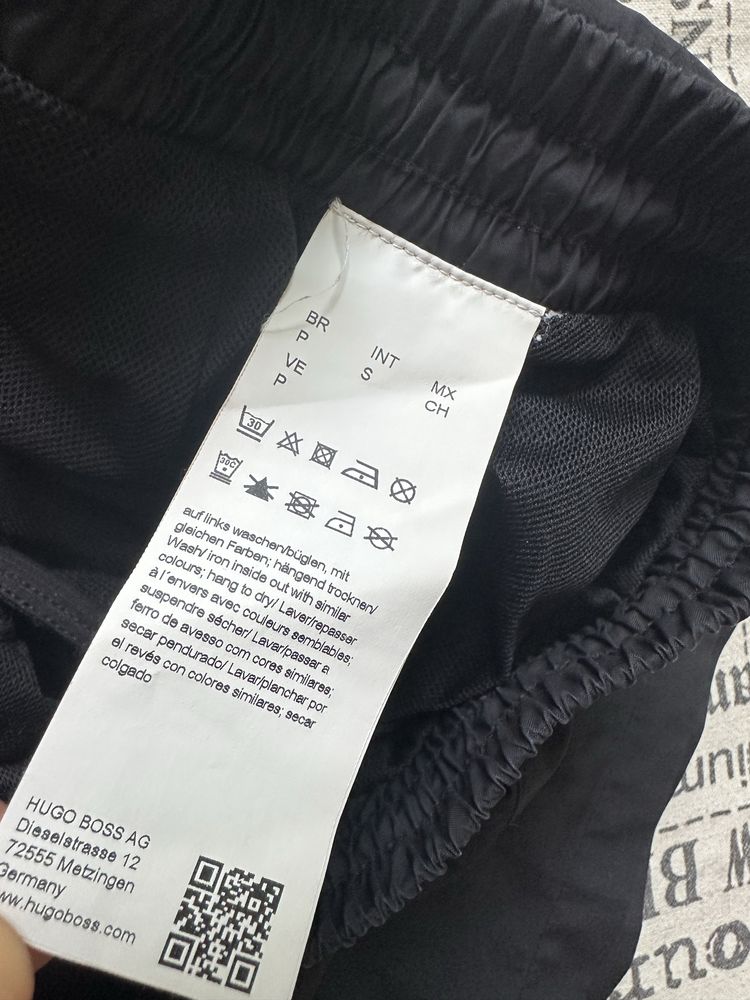 BR
P
INT
S
MX
CH
VE
P
30
30C
auf links waschen/bügeln, mit
gleichen Farben; hängend trocknen/
Wash/ iron inside out with similar
colours; hang to dry/ Laver/repasser
à l'envers avec couleurs semblables;
suspendre sécher/ Lavar/passar a
ferro de avesso com cores similares;
secar pendurado/ Lavar/planchar por
el revés con colores similares; secar
colgado
HUGO BOSS AG
Dieselstrasse 12
72555 Metzingen
Germany
www.hugoboss.com
W B